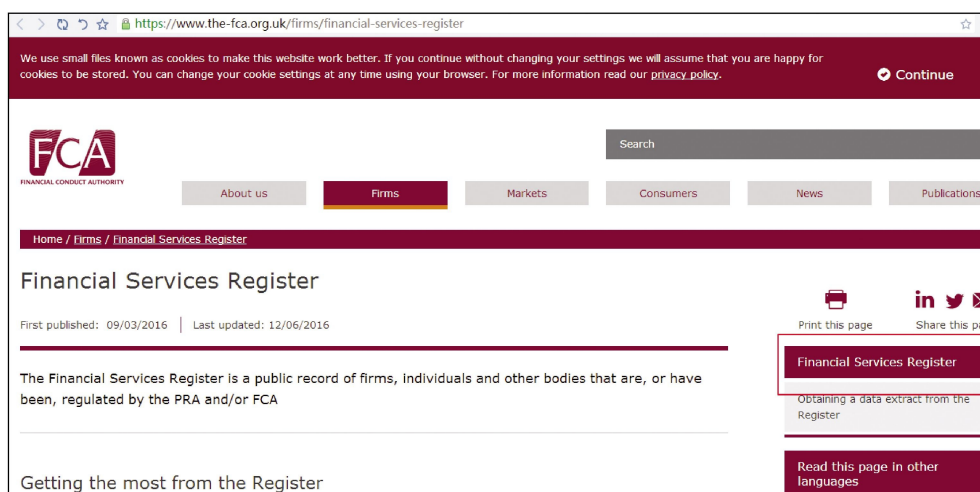 https://www.the-fca.org.uk/firms/financial-services-register
We use small files known as cookies to make this website work better. If you continue without changing your settings we will assume that you are happy for
cookies to be stored. You can change your cookie settings at any time using your browser. For more information read our privacy policy.
Continue
FCA
FINANCIAL CONDUCT AUTHORITY
Search
About us
Firms
Markets
Consumers
News
Publications
Home / Firms / Financial Services Register
Financial Services Register
First published: 09/03/2016 | Last updated: 12/06/2016
Print this page
Share this pa
The Financial Services Register is a public record of firms, individuals and other bodies that are, or have
been, regulated by the PRA and/or FCA
Getting the most from the Register
Financial Services Register
Obtaining a data extract from the
Register
Read this page in other
languages